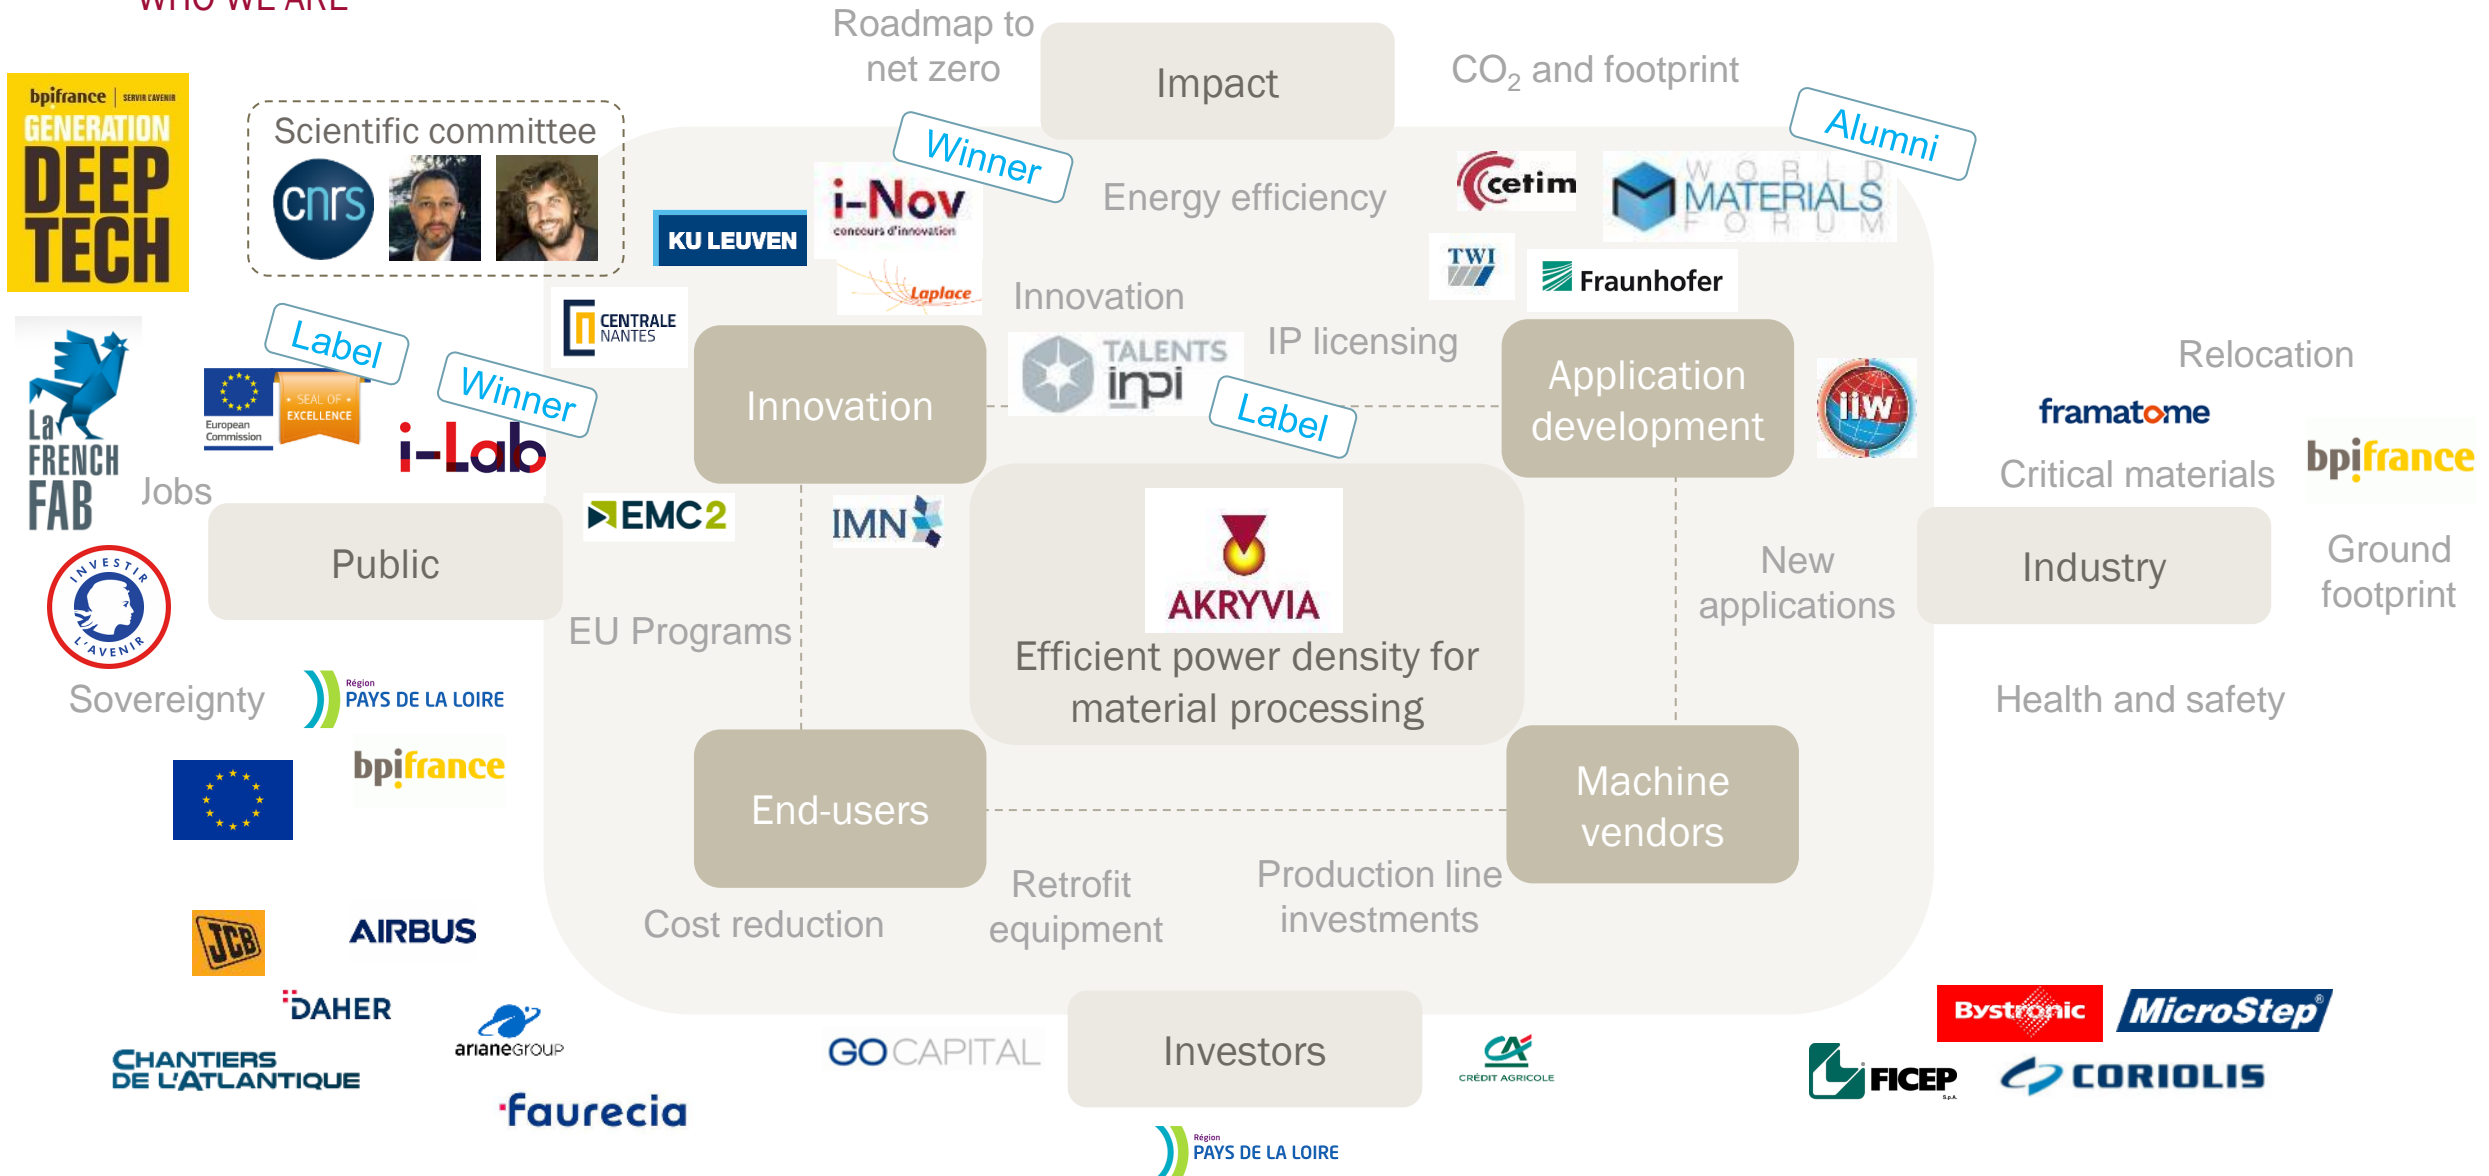 WHO WE ARE
Roadmap to
net zero
Impact
CO₂ and footprint
bpifrance | SERVIR L'AVENIR
GENERATION
DEEP
TECH
Scientific committee
cnrs
KU LEUVEN
i-Nov
concours d'innovation
Winner
Energy efficiency
cetim
WORLD
MATERIALS
FORUM
Alumni
Laplace
TWI
Fraunhofer
CENTRALE
NANTES
Innovation
IP licensing
La
FRENCH
FAB
Label
European
Commission
SEAL OF
EXCELLENCE
Winner
i-Lab
Innovation
TALENTS
inpi
Label
Application
development
iiw
Relocation
framatome
bpifrance
Critical materials
Jobs
Public
EMC2
IMN
AKRYVIA
Efficient power density for
material processing
New
applications
Industry
Ground
footprint
INVESTIR
L'AVENIR
EU Programs
Sovereignty
Région
PAYS DE LA LOIRE
Health and safety
bpifrance
End-users
Machine
vendors
Cost reduction
Retrofit
equipment
Production line
investments
JCB
AIRBUS
DAHER
arianeGROUP
CHANTIERS
DE L'ATLANTIQUE
faurecia
GO CAPITAL
Investors
CA
CRÉDIT AGRICOLE
Région
PAYS DE LA LOIRE
Bystronic
MicroStep®
FICEP
S.p.A.
CORIOLIS